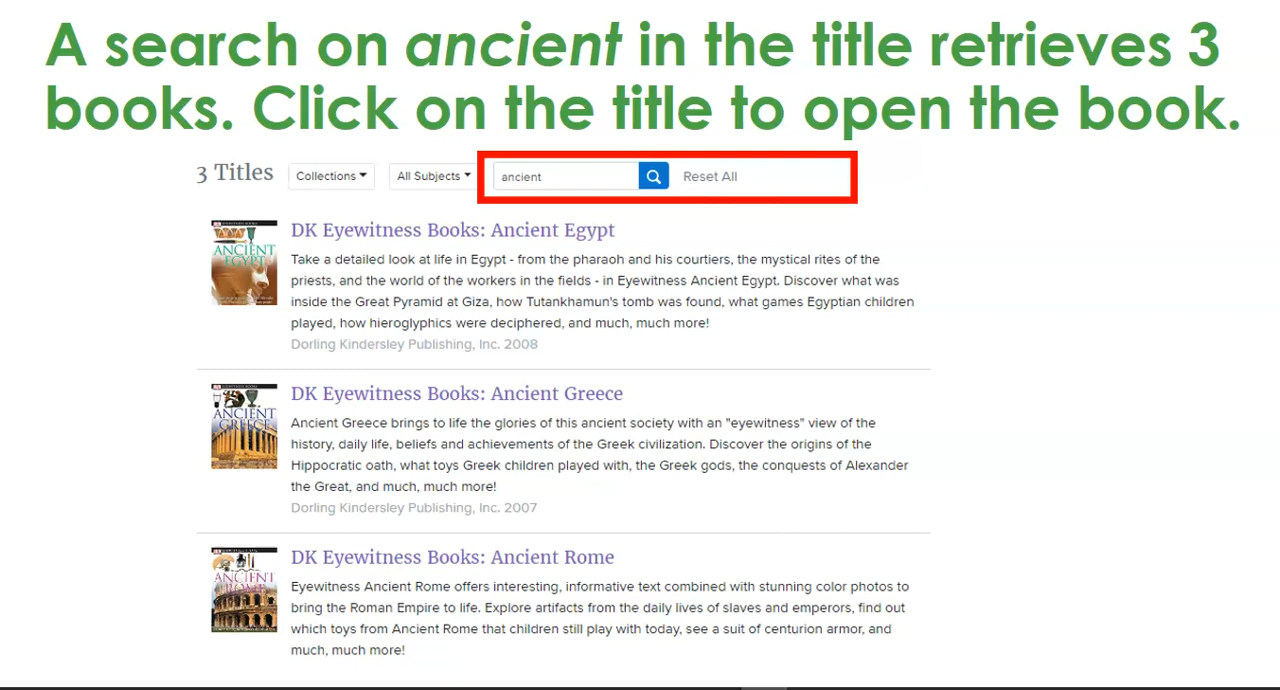 A search on ancient in the title retrieves 3
books. Click on the title to open the book.
3 Titles Collections All Subjects ancient Reset All
ANCIENT
EGYPT
DK Eyewitness Books: Ancient Egypt
Take a detailed look at life in Egypt - from the pharaoh and his courtiers, the mystical rites of the
priests, and the world of the workers in the fields - in Eyewitness Ancient Egypt. Discover what was
inside the Great Pyramid at Giza, how Tutankhamun's tomb was found, what games Egyptian children
played, how hieroglyphics were deciphered, and much, much more!
Dorling Kindersley Publishing, Inc. 2008
ANCIENT
GREECE
DK Eyewitness Books: Ancient Greece
Ancient Greece brings to life the glories of this ancient society with an "eyewitness" view of the
history, daily life, beliefs and achievements of the Greek civilization. Discover the origins of the
Hippocratic oath, what toys Greek children played with, the Greek gods, the conquests of Alexander
the Great, and much, much more!
Dorling Kindersley Publishing, Inc. 2007
ANCIENT
ROME
DK Eyewitness Books: Ancient Rome
Eyewitness Ancient Rome offers interesting, informative text combined with stunning color photos to
bring the Roman Empire to life. Explore artifacts from the daily lives of slaves and emperors, find out
which toys from Ancient Rome that children still play with today, see a suit of centurion armor, and
much, much more!